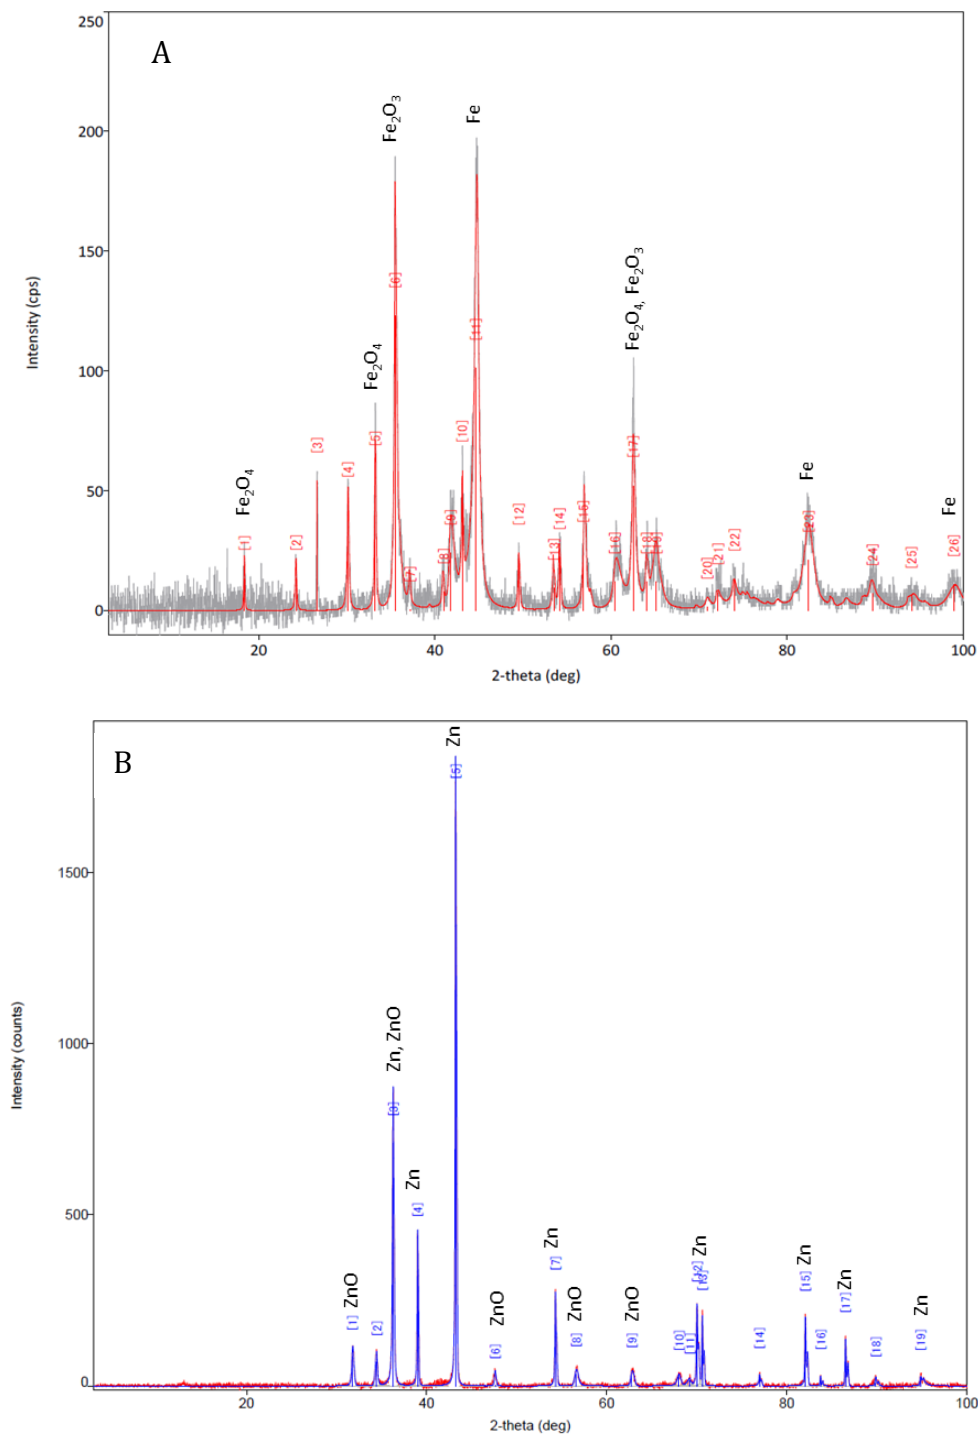 A
250
200
150
100
50
0
Intensity (cps)
Fe₂O₄
Fe₂O₄
Fe₂O₃
Fe
Fe₂O₄, Fe₂O₃
Fe
Fe
[1]
[2]
[3]
[4]
[5]
[6]
[7]
[8]
[9]
[10]
[11]
[12]
[13]
[14]
[15]
[16]
[17]
[18]
[19]
[20]
[21]
[22]
[23]
[24]
[25]
[26]
20 40 60 80 100
2-theta (deg)
B
1500
1000
500
0
Intensity (counts)
ZnO
Zn, ZnO
Zn
Zn
ZnO
Zn
ZnO
ZnO
Zn
Zn
Zn
Zn
[1]
[2]
[3]
[4]
[5]
[6]
[7]
[8]
[9]
[10]
[11]
[12]
[13]
[14]
[15]
[16]
[17]
[18]
[19]
20 40 60 80 100
2-theta (deg)